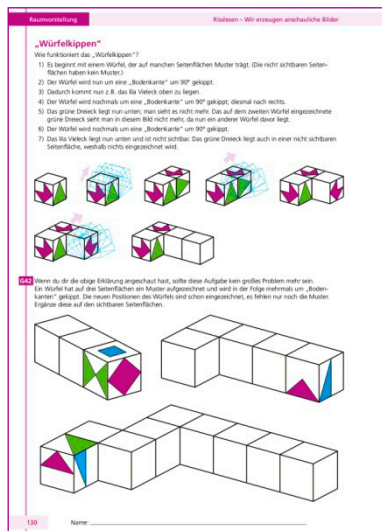 Raumvorstellung
Risslesen – Wir erzeugen anschauliche Bilder
„Würfelkippen“
Wie funktioniert das „Würfelkippen“?
1) Es beginnt mit einem Würfel, der auf manchen Seitenflächen Muster trägt. (Die nicht sichtbaren Seiten-
flächen haben kein Muster.)
2) Der Würfel wird nun um eine „Bodenkante“ um 90° gekippt.
3) Dadurch kommt nun z.B. das lila Vieleck oben zu liegen.
4) Der Würfel wird nochmals um eine „Bodenkante“ um 90° gekippt; diesmal nach rechts.
5) Das grüne Dreieck liegt nun unten; man sieht es nicht mehr. Das auf dem zweiten Würfel eingezeichnete
grüne Dreieck sieht man in diesem Bild nicht mehr, da nun ein anderer Würfel davor liegt.
6) Der Würfel wird nochmals um eine „Bodenkante“ um 90° gekippt.
7) Das lila Vieleck liegt nun unten und ist nicht sichtbar. Das grüne Dreieck liegt auch in einer nicht sichtbaren
Seitenfläche, weshalb nichts eingezeichnet wird.
G42 Wenn du dir die obige Erklärung angeschaut hast, sollte diese Aufgabe kein großes Problem mehr sein.
Ein Würfel hat auf drei Seitenflächen ein Muster aufgezeichnet und wird in der Folge mehrmals um „Boden-
kanten“ gekippt. Die neuen Positionen des Würfels sind schon eingezeichnet, es fehlen nur noch die Muster.
Ergänze diese auf den sichtbaren Seitenflächen.
130
Name: